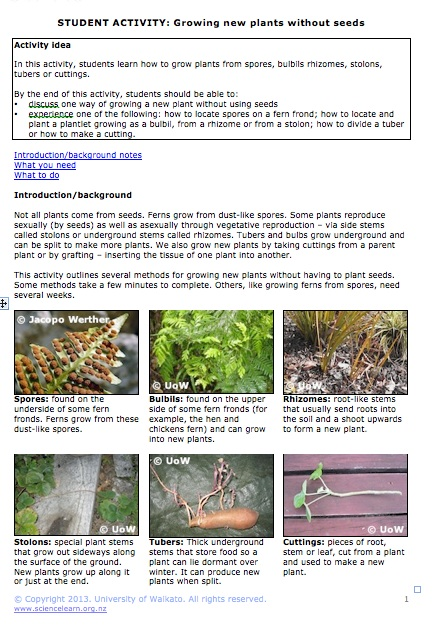 STUDENT ACTIVITY: Growing new plants without seeds
Activity idea
In this activity, students learn how to grow plants from spores, bulbils rhizomes, stolons,
tubers or cuttings.
By the end of this activity, students should be able to:
• discuss one way of growing a new plant without using seeds
• experience one of the following: how to locate spores on a fern frond; how to locate
and plant a plantlet growing as a bulbil, from a rhizome or from a stolon; how to divide a tuber
or how to make a cutting.
Introduction/background notes
What you need
What to do
Introduction/background
Not all plants come from seeds. Ferns grow from dust-like spores. Some plants reproduce
sexually (by seeds) as well as asexually through vegetative reproduction – via side stems
called stolons or underground stems called rhizomes. Tubers and bulbs grow underground and
can be split to make more plants. We also grow new plants by taking cuttings from a parent
plant or by grafting – inserting the tissue of one plant into another.
This activity outlines several methods for growing new plants without having to plant seeds.
Some methods take a few minutes to complete. Others, like growing ferns from spores, need
several weeks.
© Jacopo Werther
© UoW
© UoW
Spores: found on the
underside of some fern
fronds. Ferns grow from these
dust-like spores.
Bulbils: found on the upper
side of some fern fronds (for
example, the hen and
chickens fern) and can grow
into new plants.
Rhizomes: root-like stems
that usually send roots into
the soil and a shoot upwards
to form a new plant.
© UoW
© UoW
© UoW
Stolons: special plant stems
that grow out sideways along
the surface of the ground.
New plants grow up along it
or just at the end.
Tubers: Thick underground
stems that store food so a
plant can lie dormant over
winter. It can produce new
plants when split.
Cuttings: pieces of root,
stem or leaf, cut from a plant
and used to make a new
plant.
© Copyright 2013. University of Waikato. All rights reserved. 1
www.sciencelearn.org.nz